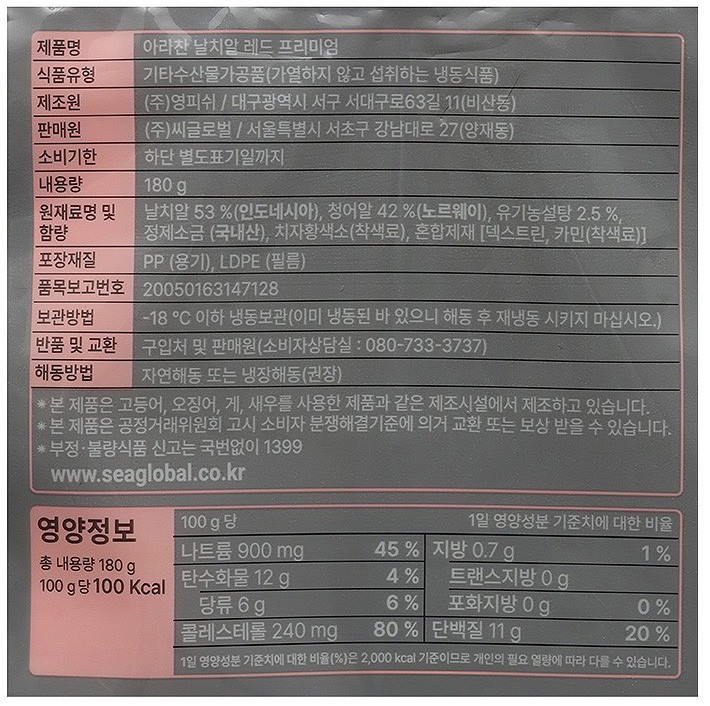 제품명 아라찬 날치알 레드 프리미엄
식품유형 기타수산물가공품(가열하지 않고 섭취하는 냉동식품)
제조원 (주)영피쉬 / 대구광역시 서구 서대구로63길 11(비산동)
판매원 (주)씨글로벌 / 서울특별시 서초구 강남대로 27(양재동)
소비기한 하단 별도표기일까지
내용량 180 g
원재료명 및 날치알 53 %(인도네시아), 청어알 42 %(노르웨이), 유기농설탕 2.5 %,
함량 정제소금 (국내산), 치자황색소(착색료), 혼합제재 [덱스트린, 카민(착색료)]
포장재질 PP (용기), LDPE (필름)
품목보고번호 20050163147128
보관방법 -18 ℃ 이하 냉동보관(이미 냉동된 바 있으니 해동 후 재냉동 시키지 마십시오.)
반품 및 교환 구입처 및 판매원(소비자상담실 : 080-733-3737)
해동방법 자연해동 또는 냉장해동(권장)
*본 제품은 고등어, 오징어, 게, 새우를 사용한 제품과 같은 제조시설에서 제조하고 있습니다.
*본 제품은 공정거래위원회 고시 소비자 분쟁해결기준에 의거 교환 또는 보상 받을 수 있습니다.
*부정·불량식품 신고는 국번없이 1399
www.seaglobal.co.kr
영양정보
총 내용량 180 g
100 g당 100 Kcal
100 g당 1일 영양성분 기준치에 대한 비율
나트륨 900 mg 45 % 지방 0.7 g 1 %
탄수화물 12 g 4 % 트랜스지방 0 g
당류 6 g 6 % 포화지방 0 g 0 %
콜레스테롤 240 mg 80 % 단백질 11 g 20 %
1일 영양성분 기준치에 대한 비율(%)은 2,000 kcal 기준이므로 개인의 필요 열량에 따라 다를 수 있습니다.